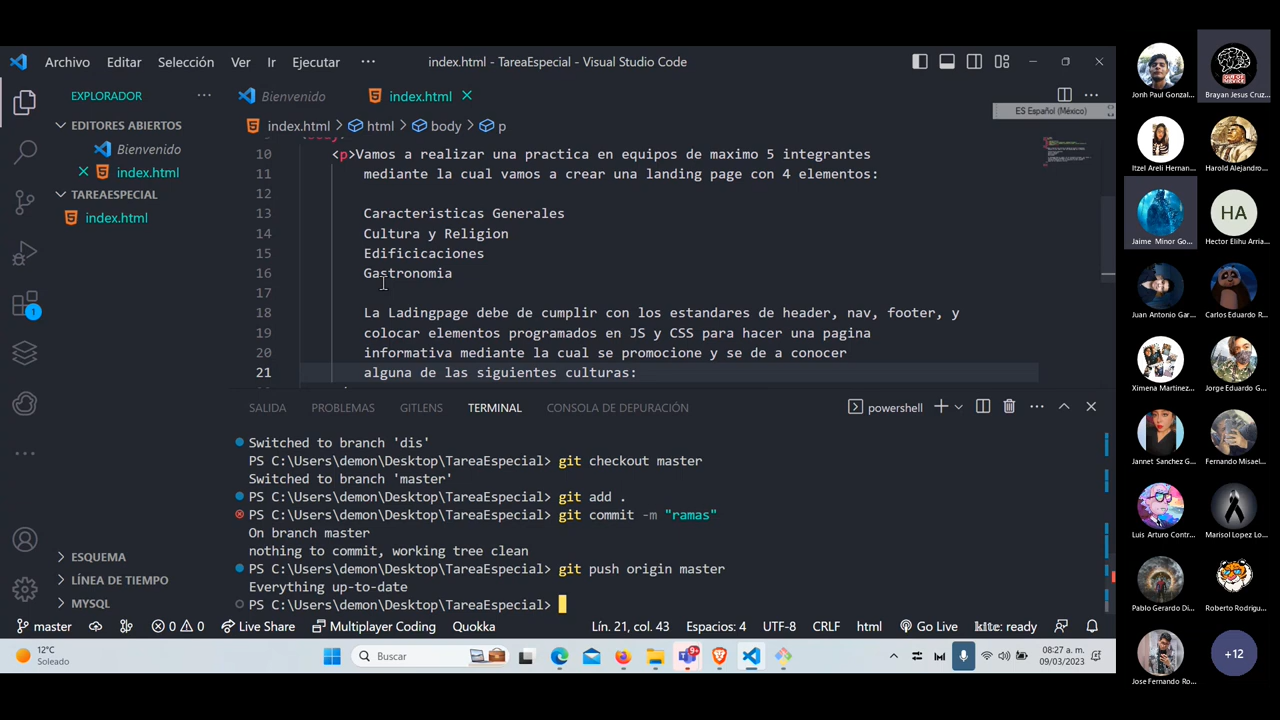 Archivo Editar Selección Ver Ir Ejecutar ··· index.html - TareaEspecial - Visual Studio Code
EXPLORADOR ··· Bienvenido index.html
ES Español (México)
EDITORES ABIERTOS index.html > html > body > p
Bienvenido
index.html
TAREAESPECIAL
index.html
10 <p>Vamos a realizar una practica en equipos de maximo 5 integrantes
11 mediante la cual vamos a crear una landing page con 4 elementos:
12
13 Caracteristicas Generales
14 Cultura y Religion
15 Edificicaciones
16 Gastronomia
17
18 La Ladingpage debe de cumplir con los estandares de header, nav, footer, y
19 colocar elementos programados en JS y CSS para hacer una pagina
20 informativa mediante la cual se promocione y se de a conocer
21 alguna de las siguientes culturas:
1
SALIDA PROBLEMAS GITLENS TERMINAL CONSOLA DE DEPURACIÓN powershell
Switched to branch 'dis'
PS C:\Users\demon\Desktop\TareaEspecial> git checkout master
Switched to branch 'master'
PS C:\Users\demon\Desktop\TareaEspecial> git add .
PS C:\Users\demon\Desktop\TareaEspecial> git commit -m "ramas"
On branch master
nothing to commit, working tree clean
PS C:\Users\demon\Desktop\TareaEspecial> git push origin master
Everything up-to-date
PS C:\Users\demon\Desktop\TareaEspecial>
ESQUEMA
LÍNEA DE TIEMPO
MYSQL
master 0 0 Live Share Multiplayer Coding Quokka Lín. 21, col. 43 Espacios: 4 UTF-8 CRLF html Go Live kite: ready
12°C
Soleado
Buscar
9+
08:27 a. m.
09/03/2023
Jonh Paul Gonzal... Brayan Jesus Cruz...
Itzel Areli Hernan... Harold Alejandro...
HA
Jaime Minor Go... Hector Elihu Arria...
Juan Antonio Gar... Carlos Eduardo R...
Ximena Martinez... Jorge Eduardo G...
Jannet Sanchez G... Fernando Misael...
Luis Arturo Contr... Marisol Lopez Lo...
Pablo Gerardo Di... Roberto Rodrigu...
+12
Jose Fernando Ro...